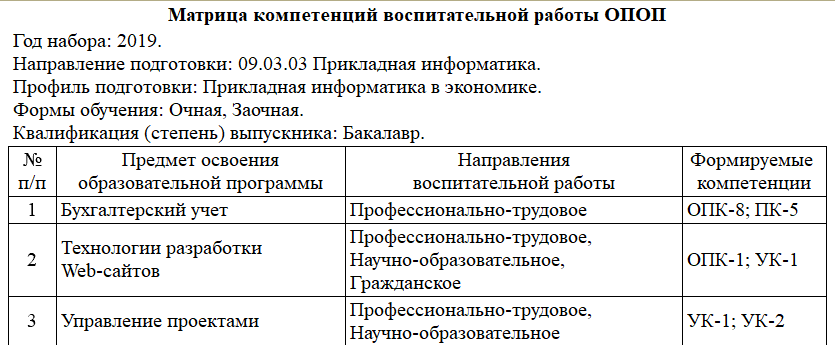 Матрица компетенций воспитательной работы ОПОП
Год набора: 2019.
Направление подготовки: 09.03.03 Прикладная информатика.
Профиль подготовки: Прикладная информатика в экономике.
Формы обучения: Очная, Заочная.
Квалификация (степень) выпускника: Бакалавр.
№ п/п
Предмет освоения
образовательной программы
Направления
воспитательной работы
Формируемые
компетенции
1 Бухгалтерский учет Профессионально-трудовое ОПК-8; ПК-5
2
Технологии разработки
Web-сайтов
Профессионально-трудовое,
Научно-образовательное,
Гражданское
ОПК-1; УК-1
3
Управление проектами
Профессионально-трудовое,
Научно-образовательное
УК-1; УК-2